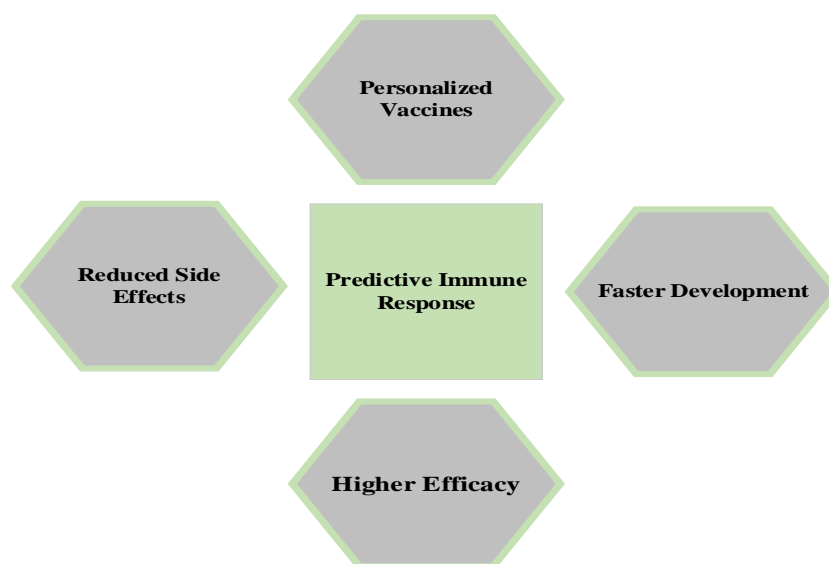 Personalized
Vaccines
Reduced Side
Effects
Predictive Immune
Response
Faster Development
Higher Efficacy